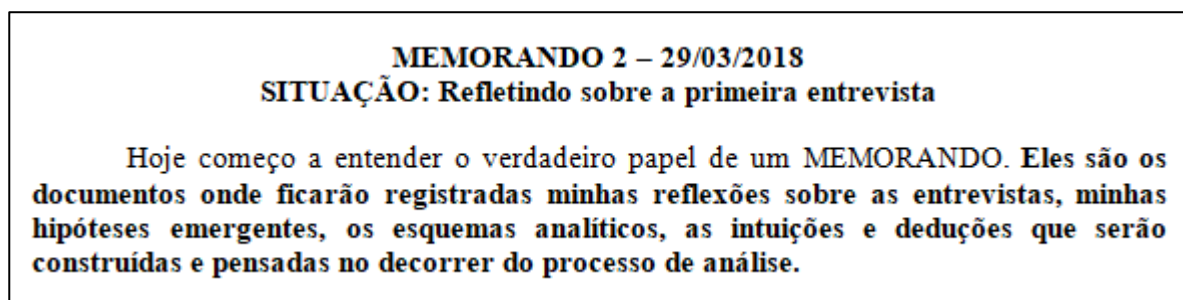 MEMORANDO 2 – 29/03/2018
SITUAÇÃO: Refletindo sobre a primeira entrevista
Hoje começo a entender o verdadeiro papel de um MEMORANDO. Eles são os
documentos onde ficarão registradas minhas reflexões sobre as entrevistas, minhas
hipóteses emergentes, os esquemas analíticos, as intuições e deduções que serão
construídas e pensadas no decorrer do processo de análise.